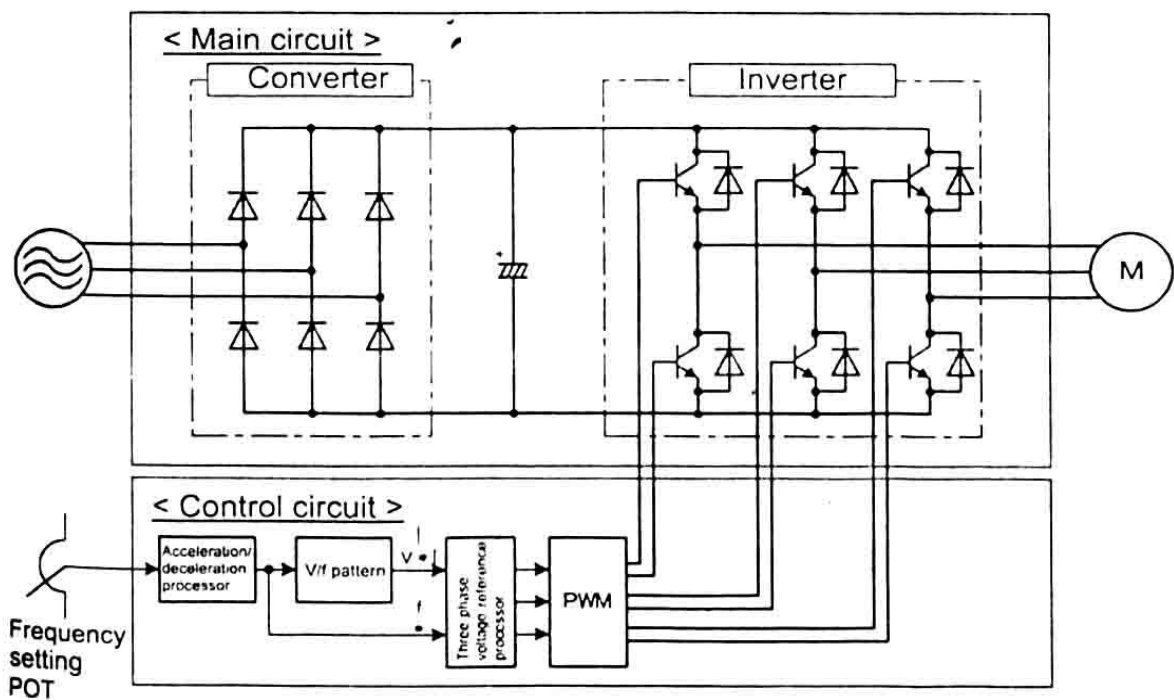 < Main circuit >
Converter
Inverter
+
M
< Control circuit >
Acceleration/
deceleration
processor
V/f pattern
V
f
Three phase
voltage reference
processor
PWM
Frequency
setting
POT